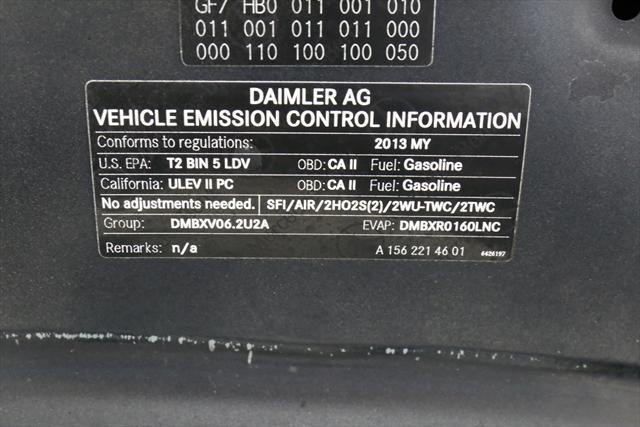 GF7 HB0 011 001 010
011 001 011 011 000
000 110 100 100 050
DAIMLER AG
VEHICLE EMISSION CONTROL INFORMATION
Conforms to regulations: 2013 MY
U.S. EPA: T2 BIN 5 LDV OBD: CA II Fuel: Gasoline
California: ULEV II PC OBD: CA II Fuel: Gasoline
No adjustments needed. SFI/AIR/2HO2S(2)/2WU-TWC/2TWC
Group: DMBXV06.2U2A EVAP: DMBXR0160LNC
Remarks: n/a A 156 221 46 01 6426197